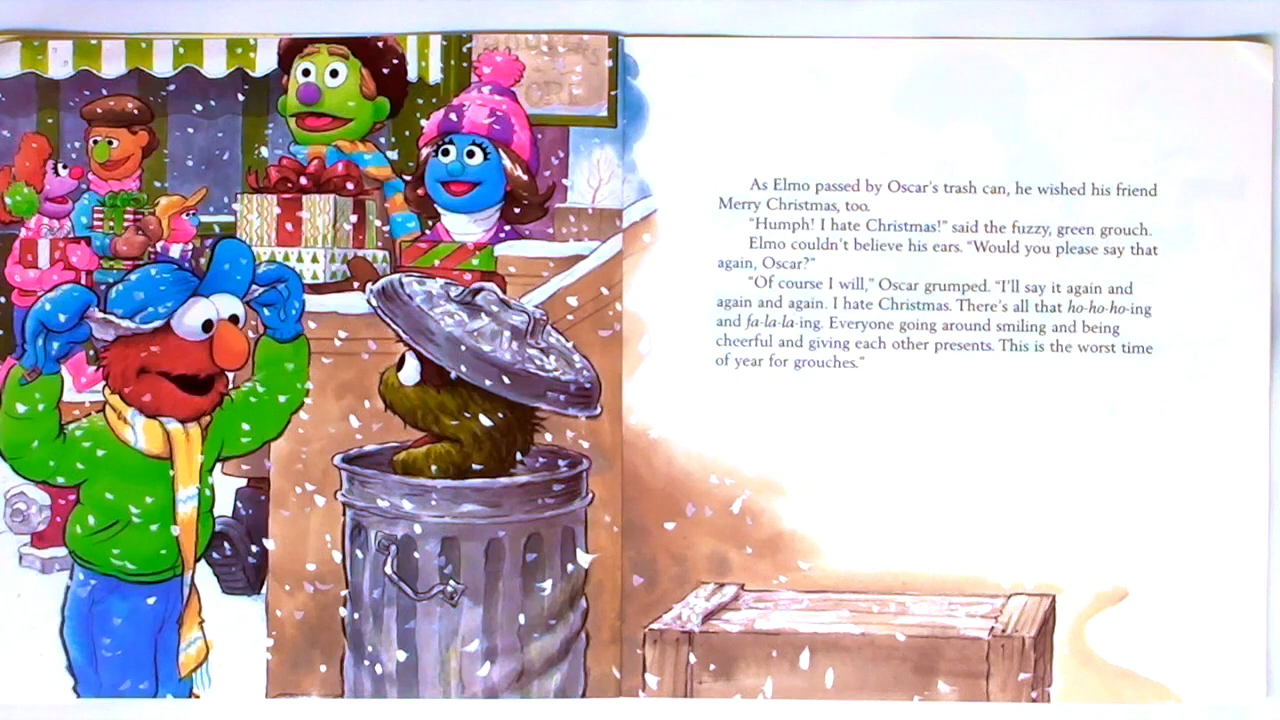 As Elmo passed by Oscar's trash can, he wished his friend
Merry Christmas, too.
"Humph! I hate Christmas!" said the fuzzy, green grouch.
Elmo couldn't believe his ears. "Would you please say that
again, Oscar?"
"Of course I will," Oscar grumped. "I'll say it again and
again and again. I hate Christmas. There's all that ho-ho-ho-ing
and fa-la-la-ing. Everyone going around smiling and being
cheerful and giving each other presents. This is the worst time
of year for grouches."